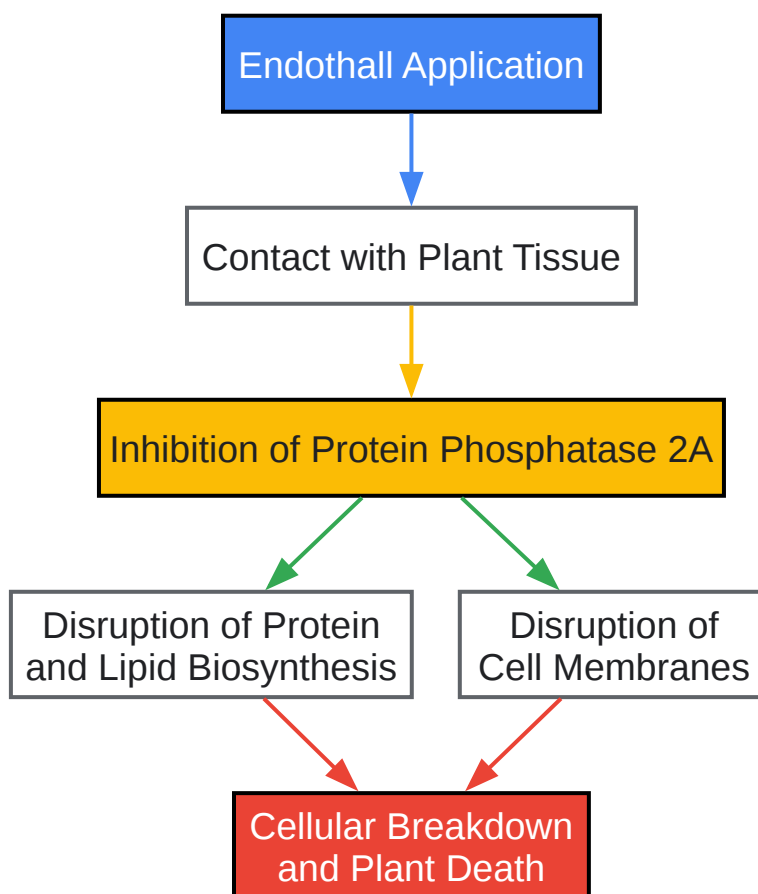 Endothall Application
Contact with Plant Tissue
Inhibition of Protein Phosphatase 2A
Disruption of Protein
and Lipid Biosynthesis
Disruption of
Cell Membranes
Cellular Breakdown
and Plant Death